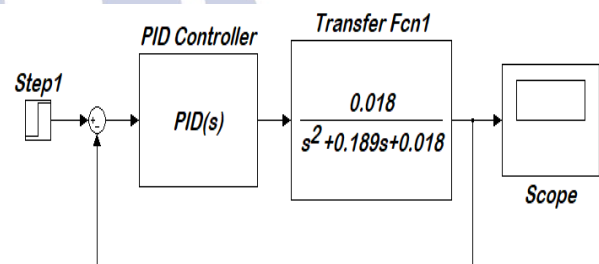 Transfer Fcn1
PID Controller
Step1
+
-
PID(s)
0.018
s2+0.189s+0.018
Scope